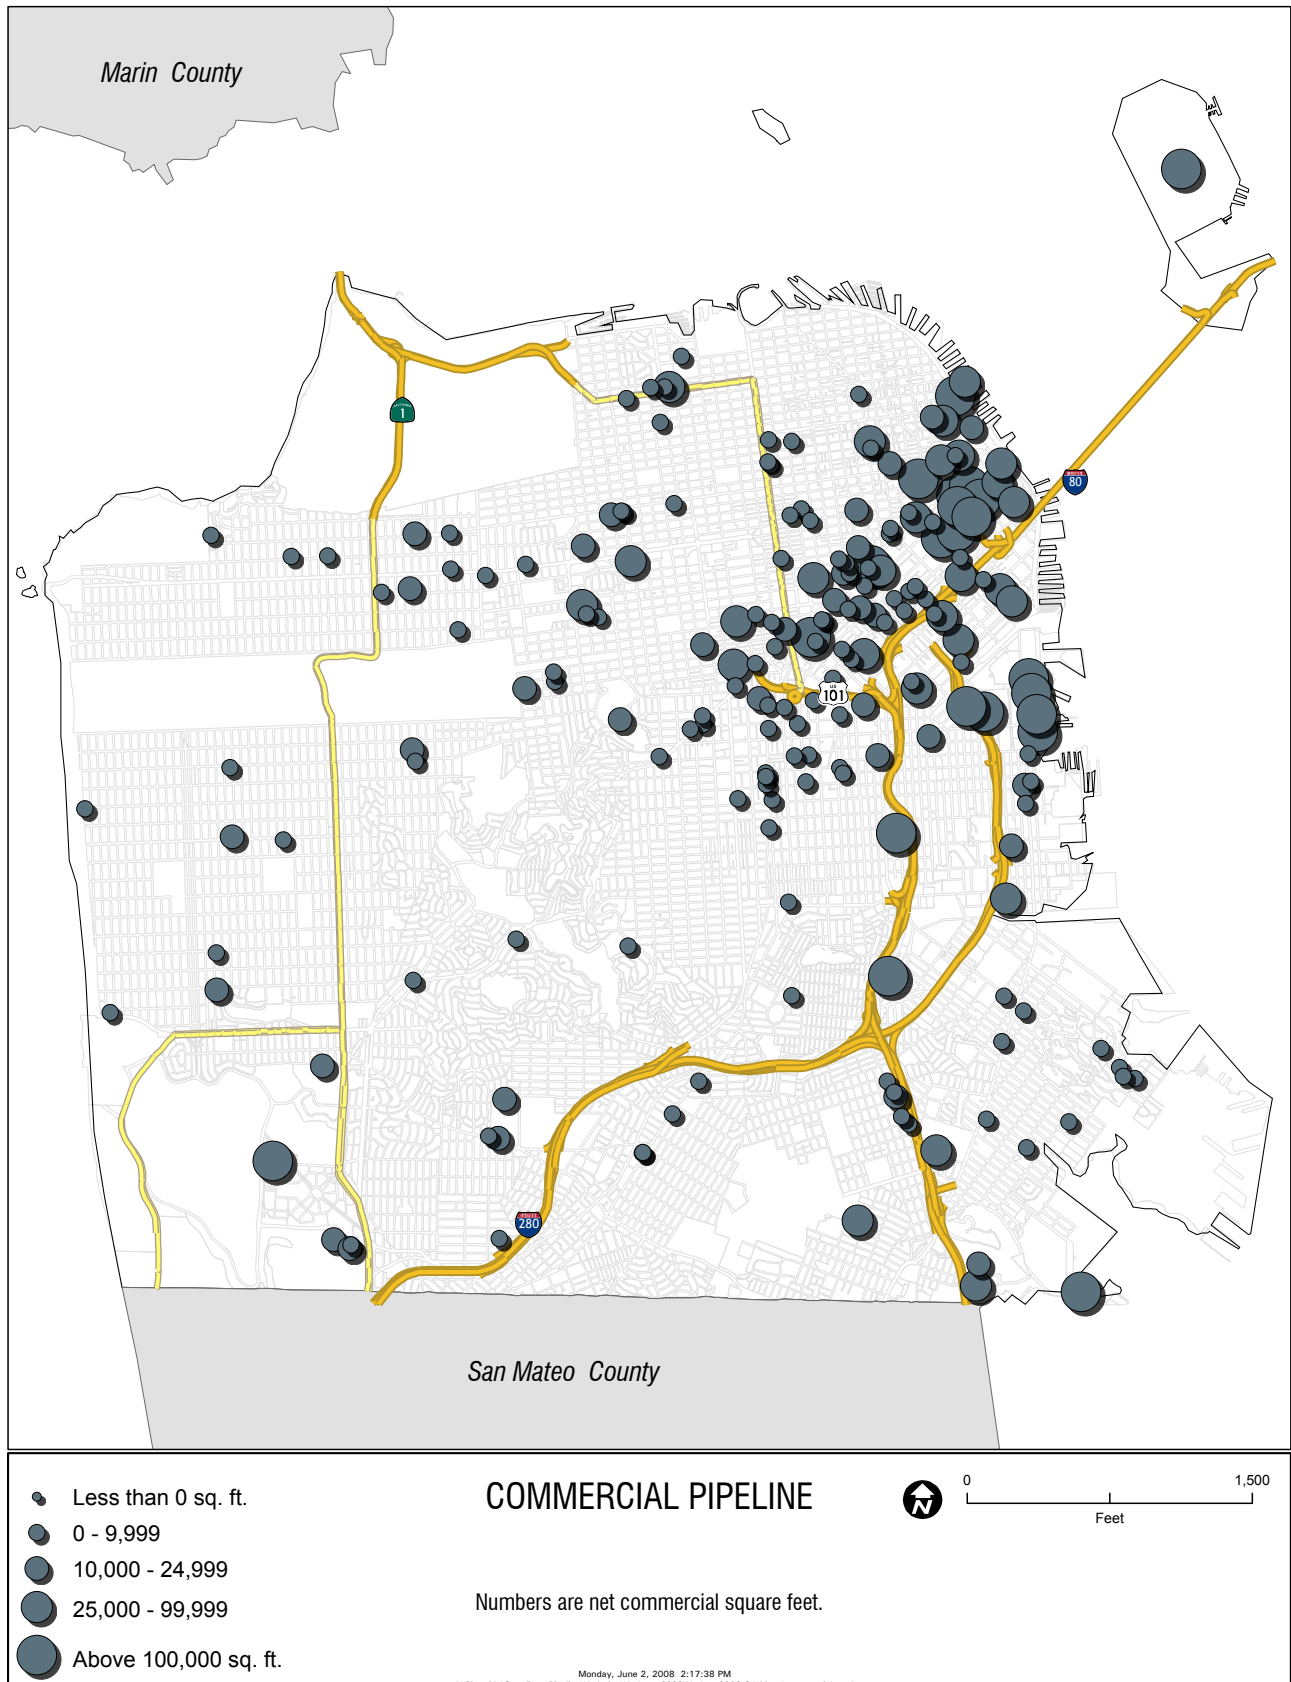 Marin County
CALIFORNIA
1
80
US
101
280
San Mateo County
COMMERCIAL PIPELINE
Numbers are net commercial square feet.
Less than 0 sq. ft.
0 - 9,999
10,000 - 24,999
25,000 - 99,999
Above 100,000 sq. ft.
N
0 1,500
Feet
Monday, June 2, 2008 2:17:38 PM